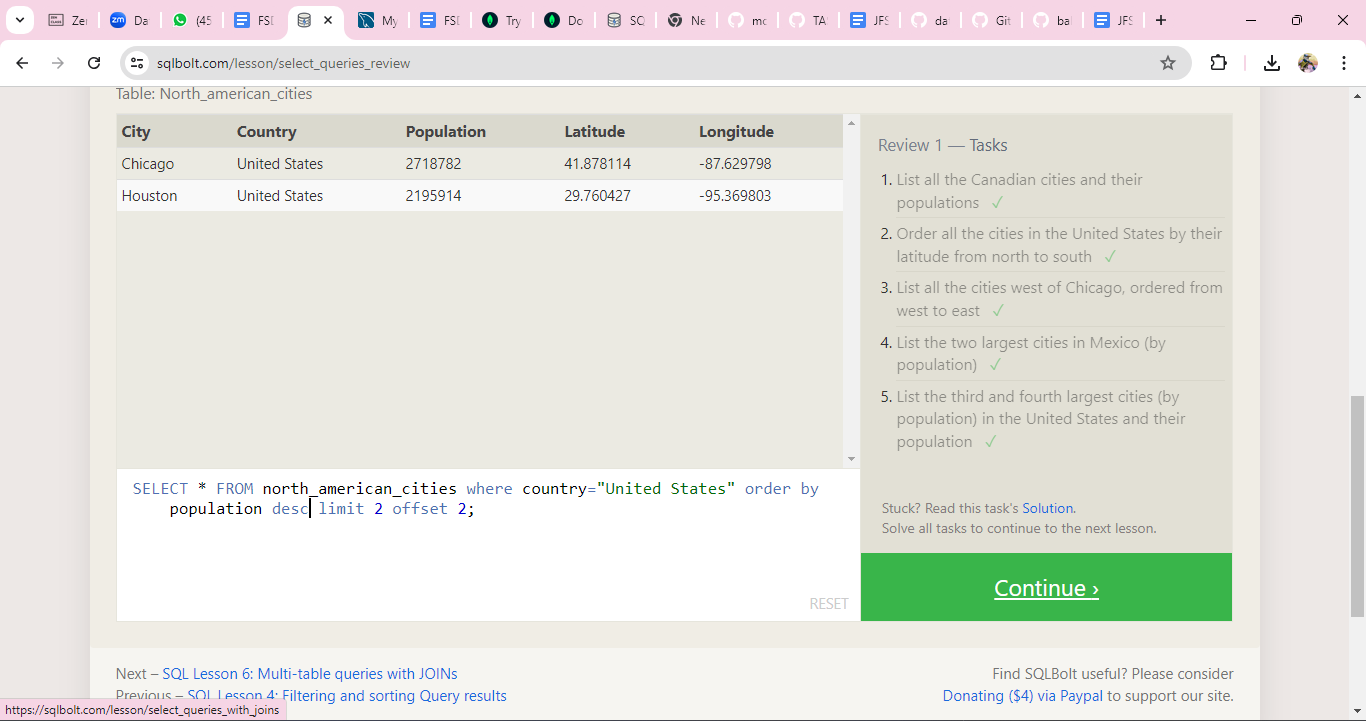 Zer
Da
(45
FSD
My
FSD
Try
Do
SQ
Ne
mc
TAS
JFS
da
Git
bal
JFS
sqlbolt.com/lesson/select_queries_review
Table: North_american_cities
City Country Population Latitude Longitude
Chicago United States 2718782 41.878114 -87.629798
Houston United States 2195914 29.760427 -95.369803
SELECT * FROM north_american_cities where country="United States" order by
population desc limit 2 offset 2;
RESET
Review 1 — Tasks
1. List all the Canadian cities and their
populations ✓
2. Order all the cities in the United States by their
latitude from north to south ✓
3. List all the cities west of Chicago, ordered from
west to east ✓
4. List the two largest cities in Mexico (by
population) ✓
5. List the third and fourth largest cities (by
population) in the United States and their
population ✓
Stuck? Read this task's Solution.
Solve all tasks to continue to the next lesson.
Continue ›
Next – SQL Lesson 6: Multi-table queries with JOINs
Previous – SQL Lesson 4: Filtering and sorting Query results
Find SQLBolt useful? Please consider
Donating ($4) via Paypal to support our site.
https://sqlbolt.com/lesson/select_queries_with_joins